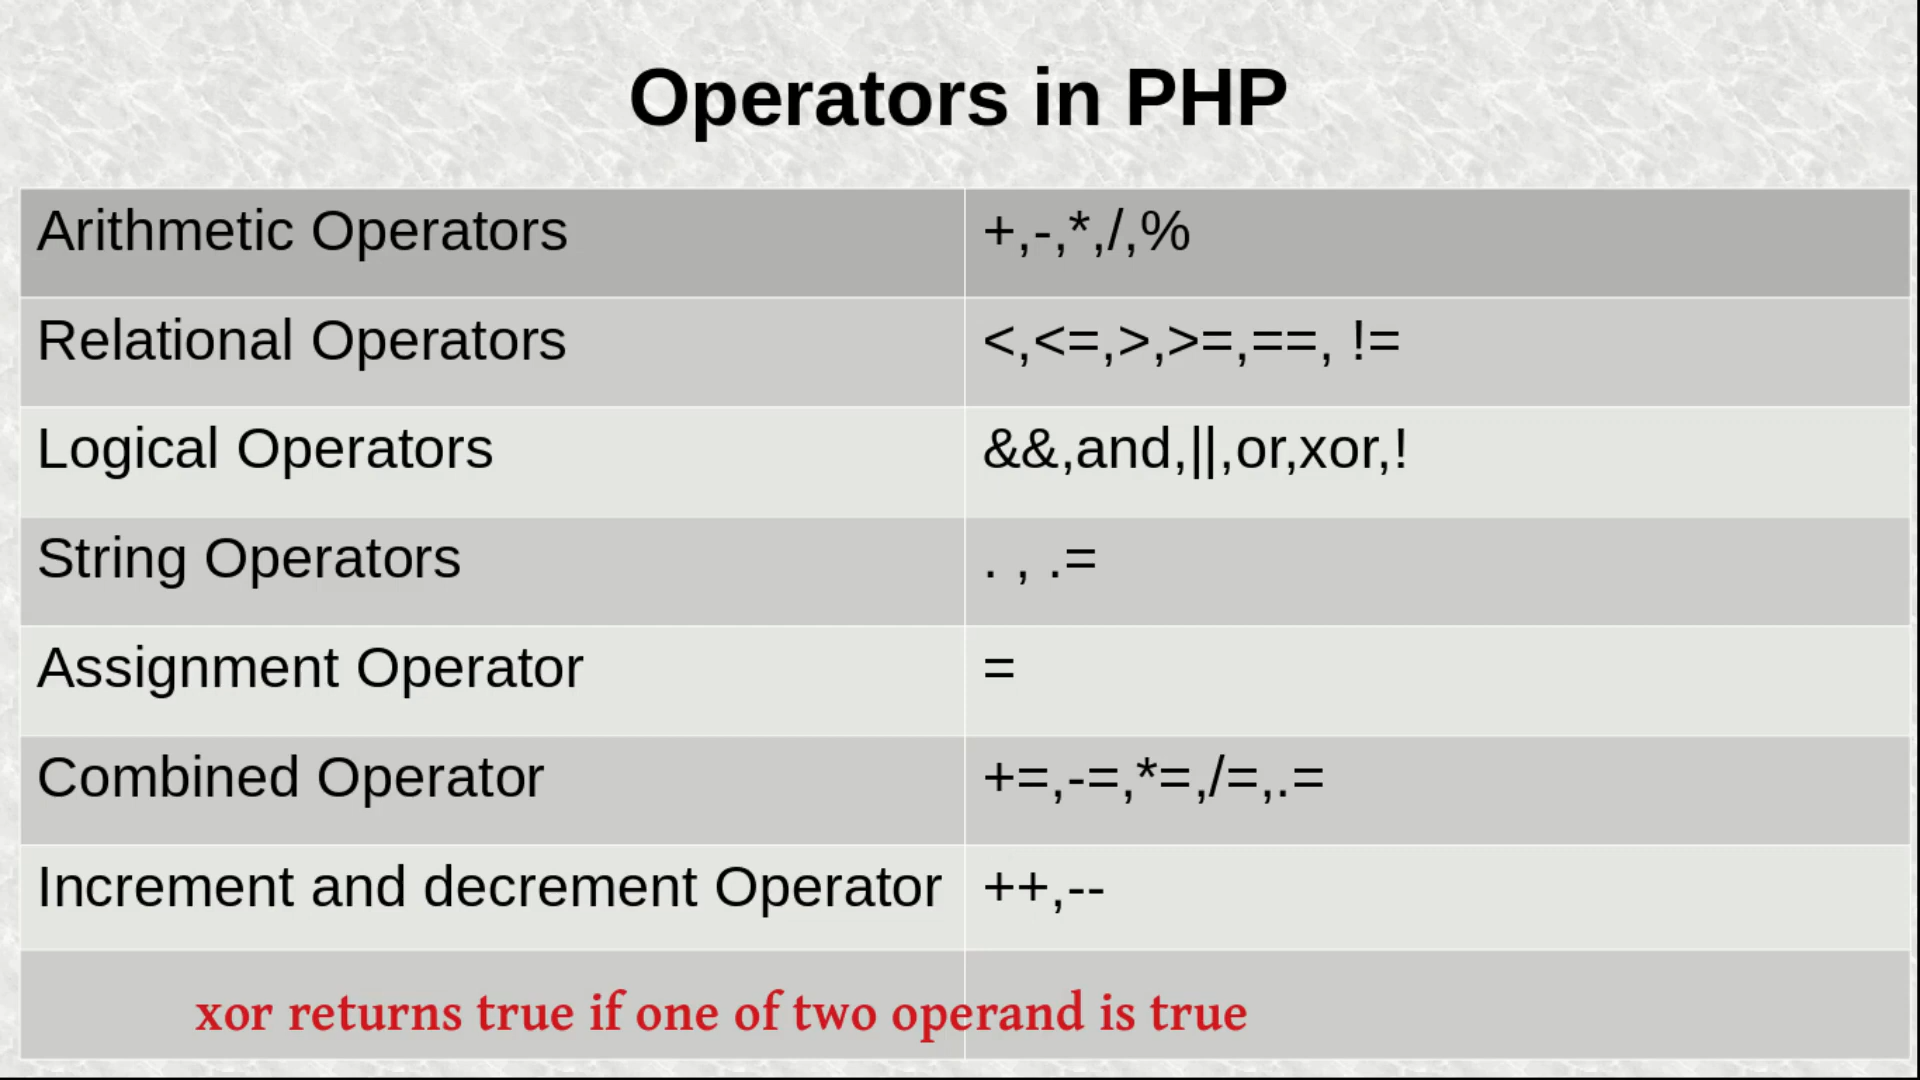 Operators in PHP
Arithmetic Operators +,-,*,/,%
Relational Operators <,<=,>,>=,==, !=
Logical Operators &&,and,||,or,xor,!
String Operators . , .=
Assignment Operator =
Combined Operator +=,-=,*=,/=,.=
Increment and decrement Operator ++,--
xor returns true if one of two operand is true